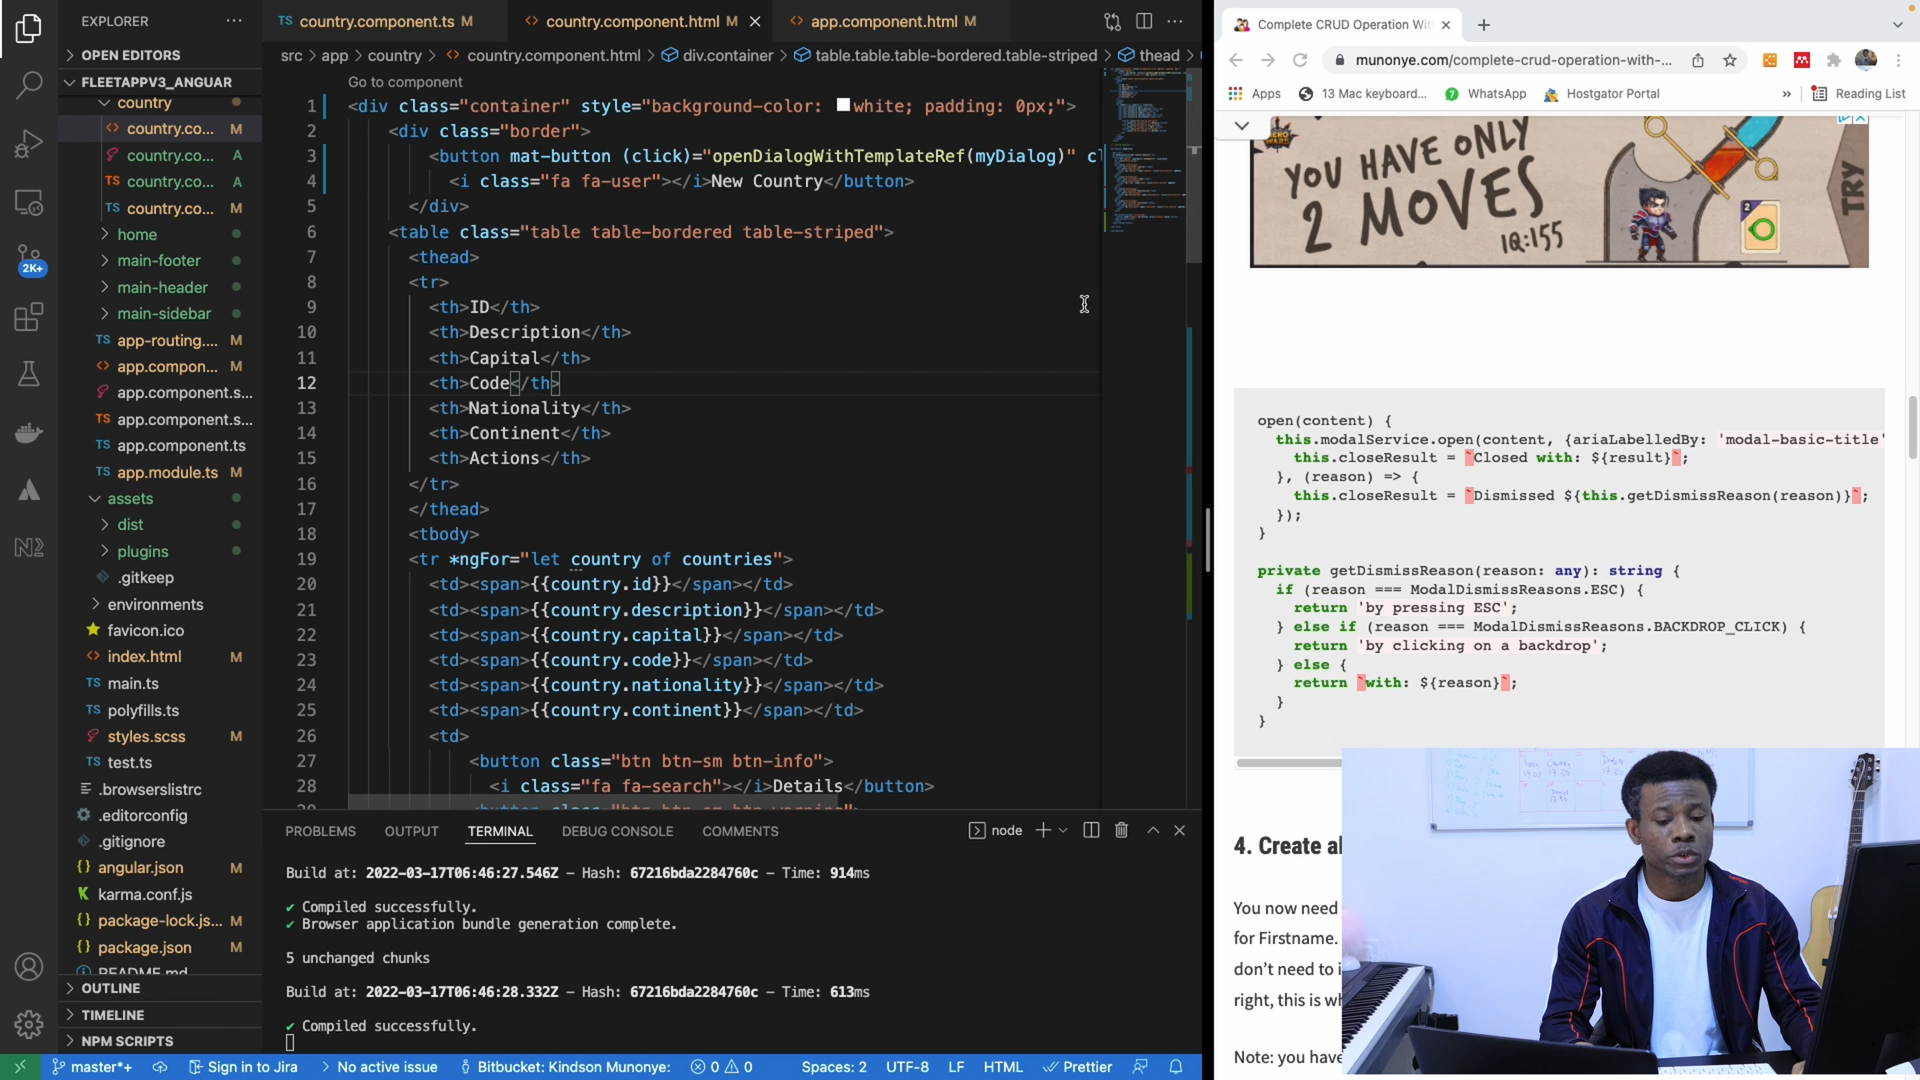 EXPLORER
OPEN EDITORS
FLEETAPPV3_ANGUAR
country
country.co... M
country.co... A
country.co... A
country.co... M
home
main-footer
main-header
main-sidebar
app-routing.... M
app.compon... M
app.component.s...
app.component.s...
app.component.ts
app.module.ts M
assets
dist
plugins
.gitkeep
environments
favicon.ico
index.html M
main.ts
polyfills.ts
styles.scss M
test.ts
.browserslistrc
.editorconfig
.gitignore
angular.json M
karma.conf.js
package-lock.js... M
package.json M
README.md
OUTLINE
TIMELINE
NPM SCRIPTS
2K+
TS country.component.ts M
country.component.html M
app.component.html M
src > app > country > country.component.html > div.container > table.table.table-bordered.table-striped > thead >
Go to component
1 <div class="container" style="background-color: white; padding: 0px;">
2 <div class="border">
3 <button mat-button (click)="openDialogWithTemplateRef(myDialog)" cl
4 <i class="fa fa-user"></i>New Country</button>
5 </div>
6 <table class="table table-bordered table-striped">
7 <thead>
8 <tr>
9 <th>ID</th>
10 <th>Description</th>
11 <th>Capital</th>
12 <th>Code</th>
13 <th>Nationality</th>
14 <th>Continent</th>
15 <th>Actions</th>
16 </tr>
17 </thead>
18 <tbody>
19 <tr *ngFor="let country of countries">
20 <td><span>{{country.id}}</span></td>
21 <td><span>{{country.description}}</span></td>
22 <td><span>{{country.capital}}</span></td>
23 <td><span>{{country.code}}</span></td>
24 <td><span>{{country.nationality}}</span></td>
25 <td><span>{{country.continent}}</span></td>
26 <td>
27 <button class="btn btn-sm btn-info">
28 <i class="fa fa-search"></i>Details</button>
PROBLEMS OUTPUT TERMINAL DEBUG CONSOLE COMMENTS
node
Build at: 2022-03-17T06:46:27.546Z - Hash: 67216bda2284760c - Time: 914ms
✔ Compiled successfully.
✔ Browser application bundle generation complete.
5 unchanged chunks
Build at: 2022-03-17T06:46:28.332Z - Hash: 67216bda2284760c - Time: 613ms
✔ Compiled successfully.
master*+ Sign in to Jira No active issue Bitbucket: Kindson Munonye: 0 0 Spaces: 2 UTF-8 LF HTML Prettier
Complete CRUD Operation Wit
munonye.com/complete-crud-operation-with-...
Apps 13 Mac keyboard... WhatsApp Hostgator Portal » Reading List
HERO WARS
YOU HAVE ONLY
2 MOVES
IQ:155
2
TRY
open(content) {
this.modalService.open(content, {ariaLabelledBy: 'modal-basic-title'
this.closeResult = `Closed with: ${result}`;
}, (reason) => {
this.closeResult = `Dismissed ${this.getDismissReason(reason)}`;
});
}
private getDismissReason(reason: any): string {
if (reason === ModalDismissReasons.ESC) {
return 'by pressing ESC';
} else if (reason === ModalDismissReasons.BACKDROP_CLICK) {
return 'by clicking on a backdrop';
} else {
return `with: ${reason}`;
}
}
4. Create al
You now need
for Firstname.
don't need to i
right, this is wh
Note: you have